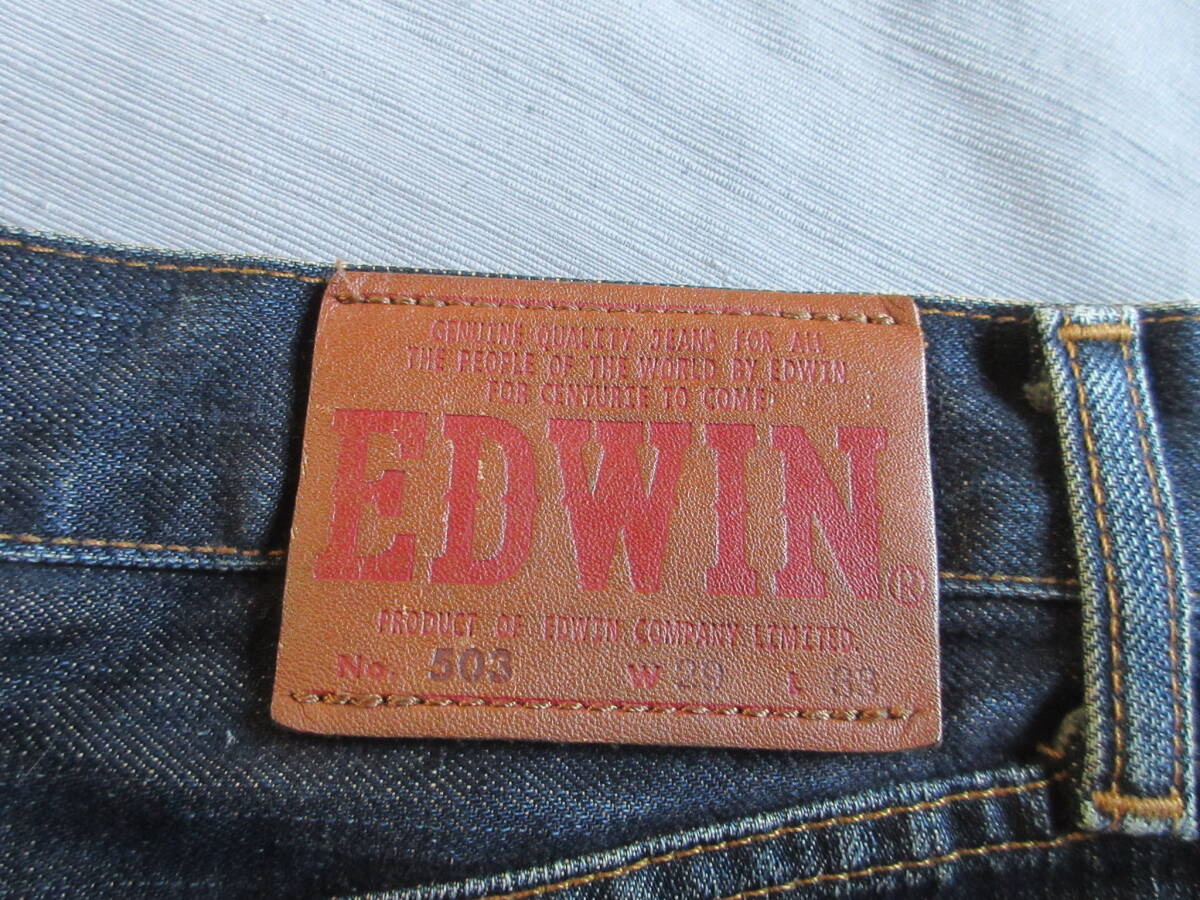 GENUINE QUALITY JEANS FOR ALL
THE PEOPLE OF THE WORLD BY EDWIN
FOR CENTURIE TO COME
EDWIN®
PRODUCT OF EDWIN COMPANY LIMITED.
No. 503 W 29 L 33